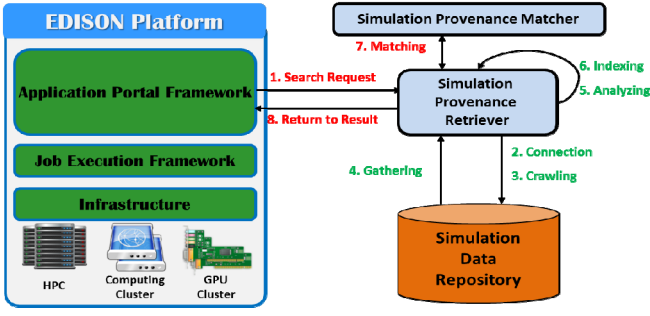 EDISON Platform
Application Portal Framework
Job Execution Framework
Infrastructure
HPC
Computing
Cluster
GPU
Cluster
1. Search Request
8. Return to Result
Simulation Provenance Matcher
7. Matching
Simulation
Provenance
Retriever
6. Indexing
5. Analyzing
4. Gathering
2. Connection
3. Crawling
Simulation
Data
Repository